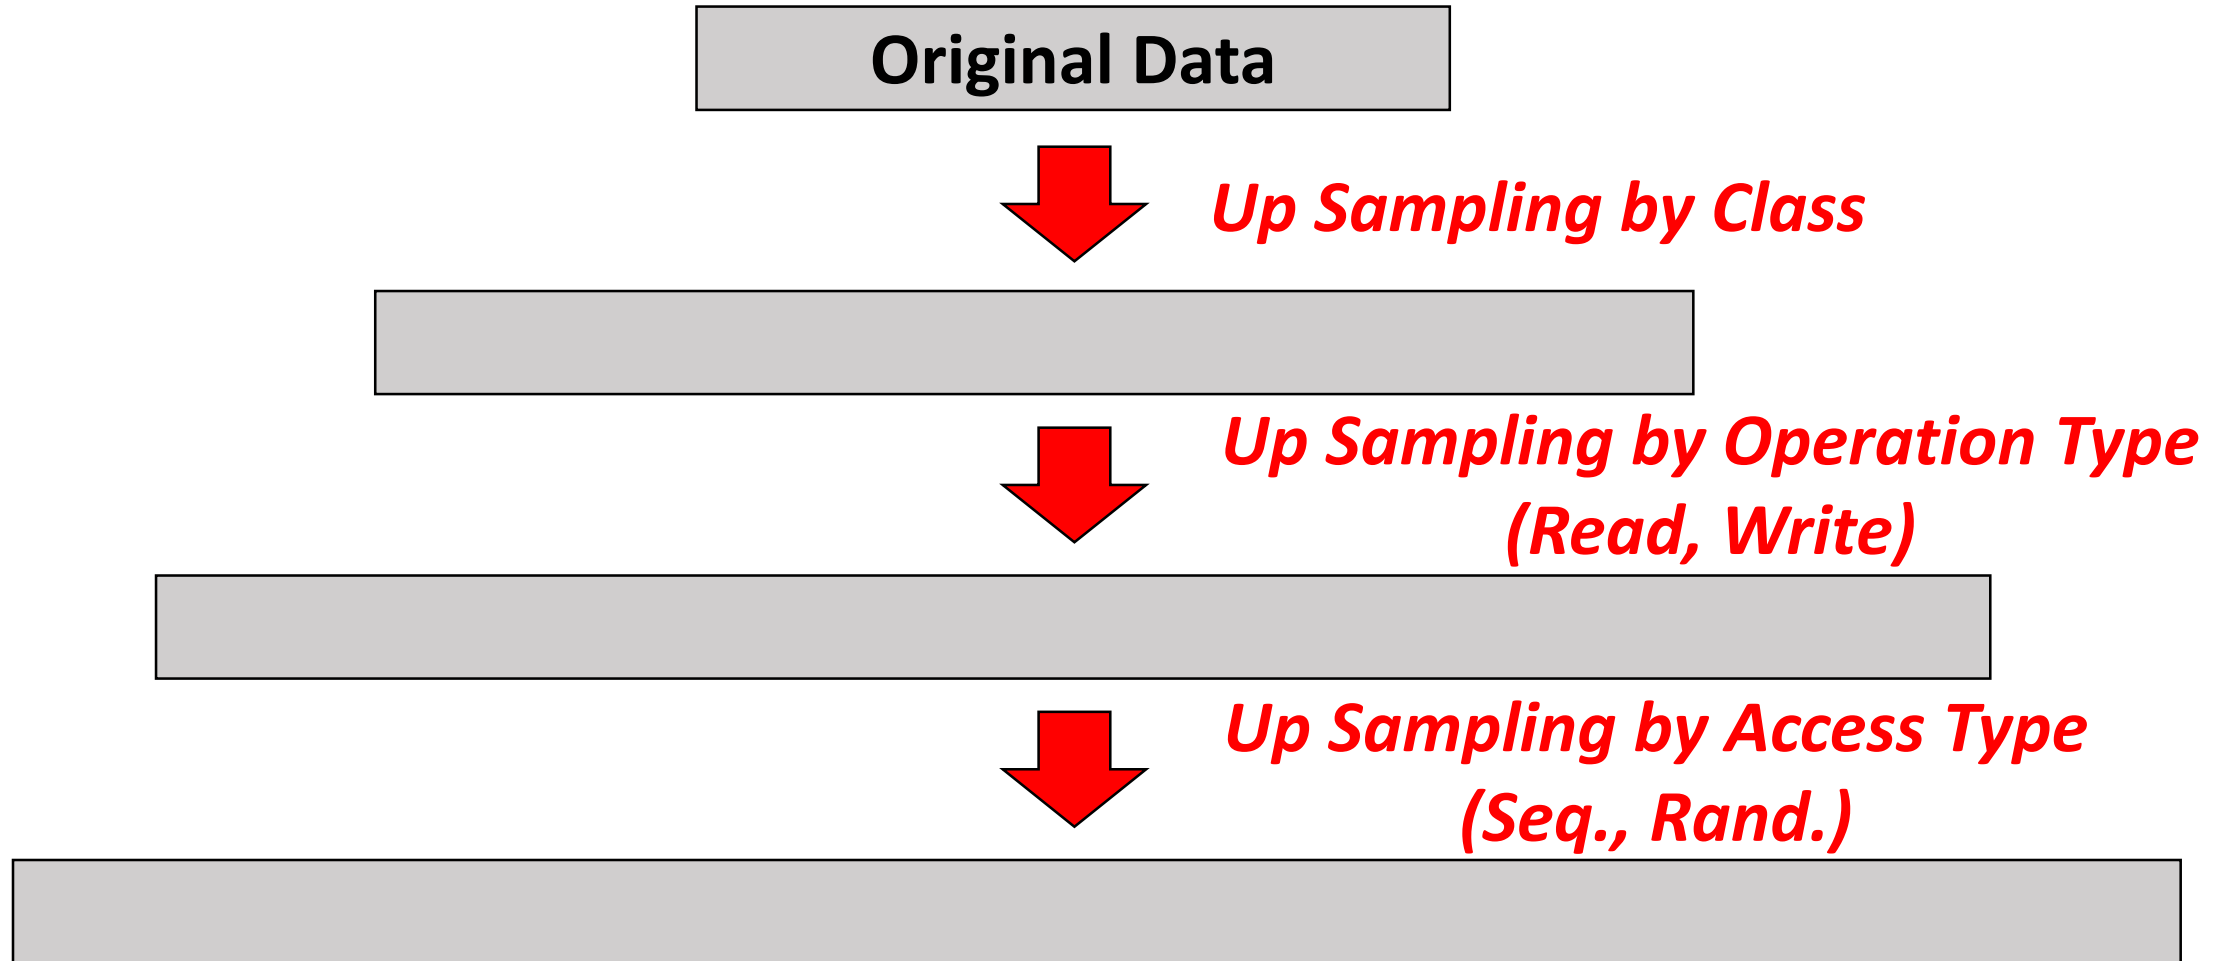 Original Data
Up Sampling by Class
Up Sampling by Operation Type
(Read, Write)
Up Sampling by Access Type
(Seq., Rand.)